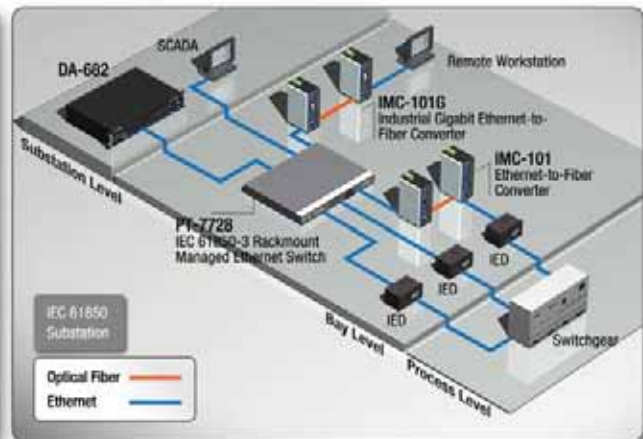 SCADA
DA-682
Remote Workstation
IMC-101G
Industrial Gigabit Ethernet-to-
Fiber Converter
Substation Level
IMC-101
Ethernet-to-Fiber
Converter
PT-7728
IEC 61850-3 Rackmount
Managed Ethernet Switch
IED
IED
IED
Switchgear
Bay Level
Process Level
IEC 61850
Substation
Optical Fiber
Ethernet